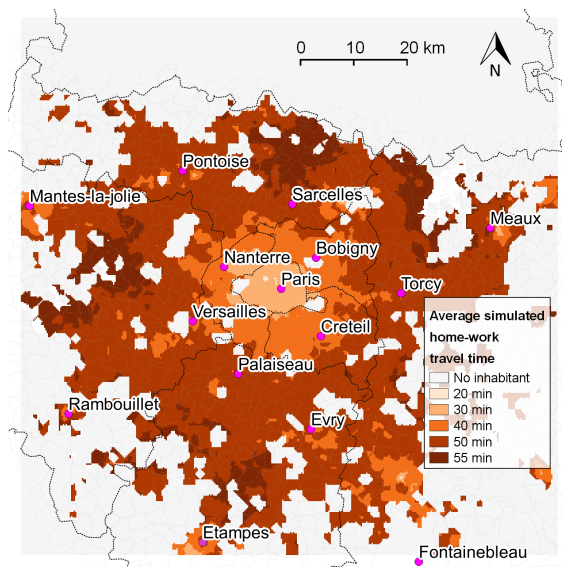 0 10 20 km
N
Pontoise
Mantes-la-jolie
Sarcelles
Meaux
Nanterre
Bobigny
Paris
Torcy
Versailles
Creteil
Palaiseau
Rambouillet
Evry
Etampes
Fontainebleau
Average simulated
home-work
travel time
No inhabitant
20 min
30 min
40 min
50 min
55 min